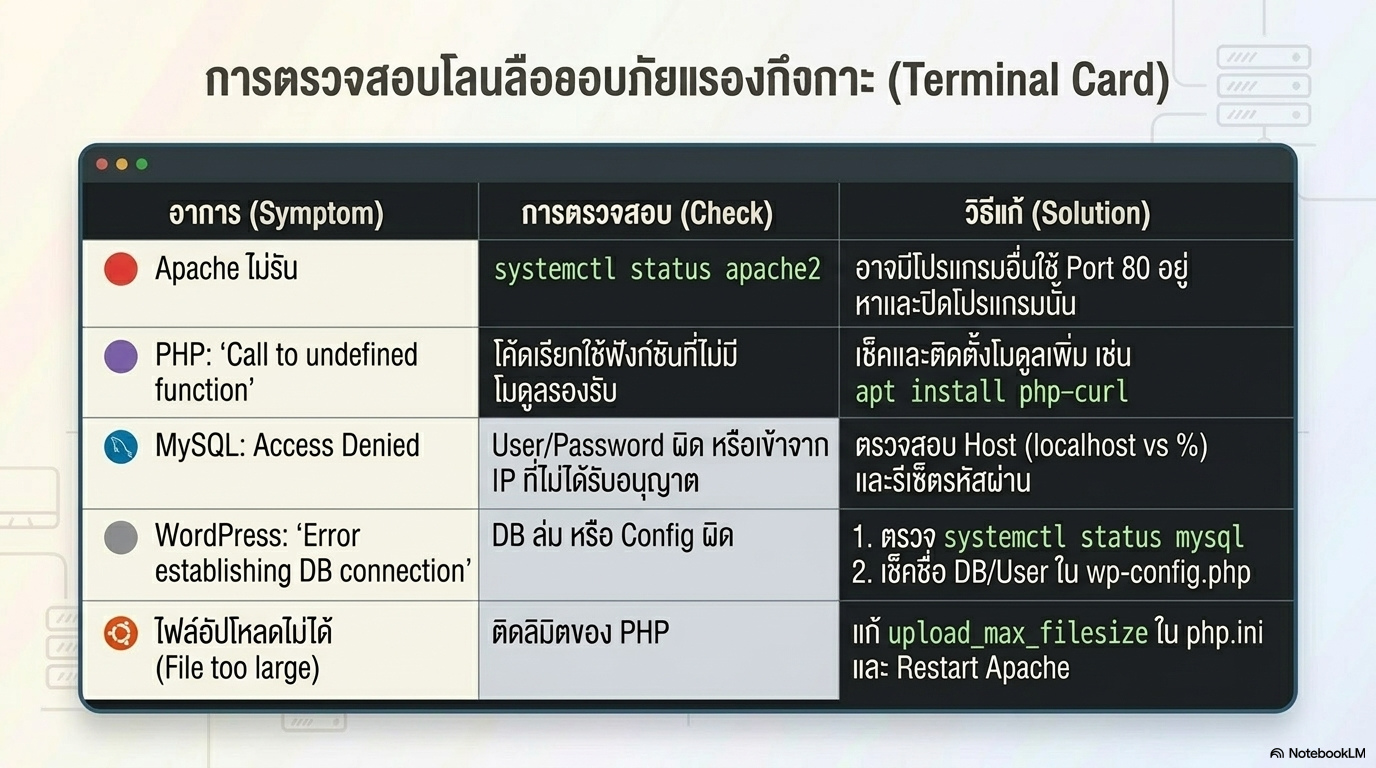 การตรวจสอบโลนลือยอบภัยแรองกึงกาะ (Terminal Card)
อาการ (Symptom)
การตรวจสอบ (Check)
วิธีแก้ (Solution)
Apache ไม่รัน
systemctl status apache2
อาจมีโปรแกรมอื่นใช้ Port 80 อยู่
หาและปิดโปรแกรมนั้น
PHP: ‘Call to undefined
function’
โค้ดเรียกใช้ฟังก์ชันที่ไม่มี
โมดูลรองรับ
เช็คและติดตั้งโมดูลเพิ่ม เช่น
apt install php-curl
MySQL: Access Denied
User/Password ผิด หรือเข้าจาก
IP ที่ไม่ได้รับอนุญาต
ตรวจสอบ Host (localhost vs %)
และรีเซ็ตรหัสผ่าน
WordPress: ‘Error
establishing DB connection’
DB ล่ม หรือ Config ผิด
1. ตรวจ systemctl status mysql
2. เช็คชื่อ DB/User ใน wp-config.php
ไฟล์อัปโหลดไม่ได้
(File too large)
ติดลิมิตของ PHP
แก้ upload_max_filesize ใน php.ini
และ Restart Apache
NotebookLM